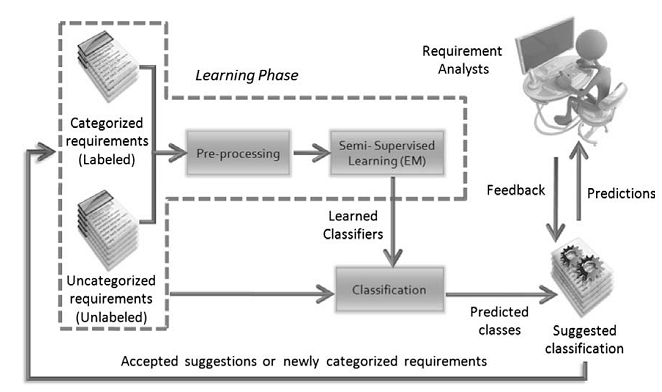 Learning Phase
Requirement
Analysts
Categorized
requirements
(Labeled)
Pre-processing
Semi- Supervised
Learning (EM)
Feedback
Predictions
Learned
Classifiers
Uncategorized
requirements
(Unlabeled)
Classification
Predicted
classes
Suggested
classification
Accepted suggestions or newly categorized requirements